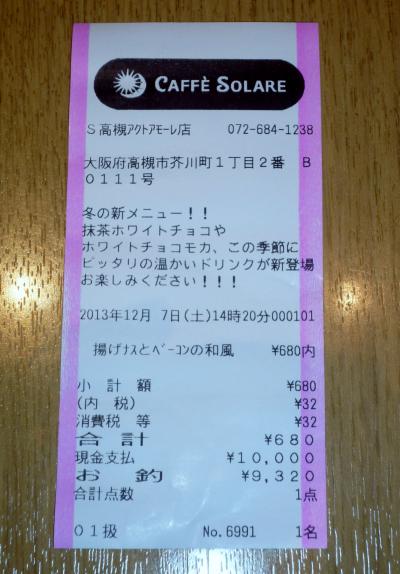 CAFFÈ SOLARE
S高槻アクトアモーレ店 072-684-1238
大阪府高槻市芥川町1丁目2番 B
0111号
冬の新メニュー!!
抹茶ホワイトチョコや
ホワイトチョコモカ、この季節に
ピッタリの温かいドリンクが新登場
お楽しみください!!!
2013年12月 7日(土)14時20分000101
揚げナスとベーコンの和風 ¥680内
小計額 ¥680
(内 税) ¥32
消費税 等 ¥32
合計 ¥680
現金支払 ¥10,000
お釣 ¥9,320
合計点数 1点
01扱 No.6991 1名